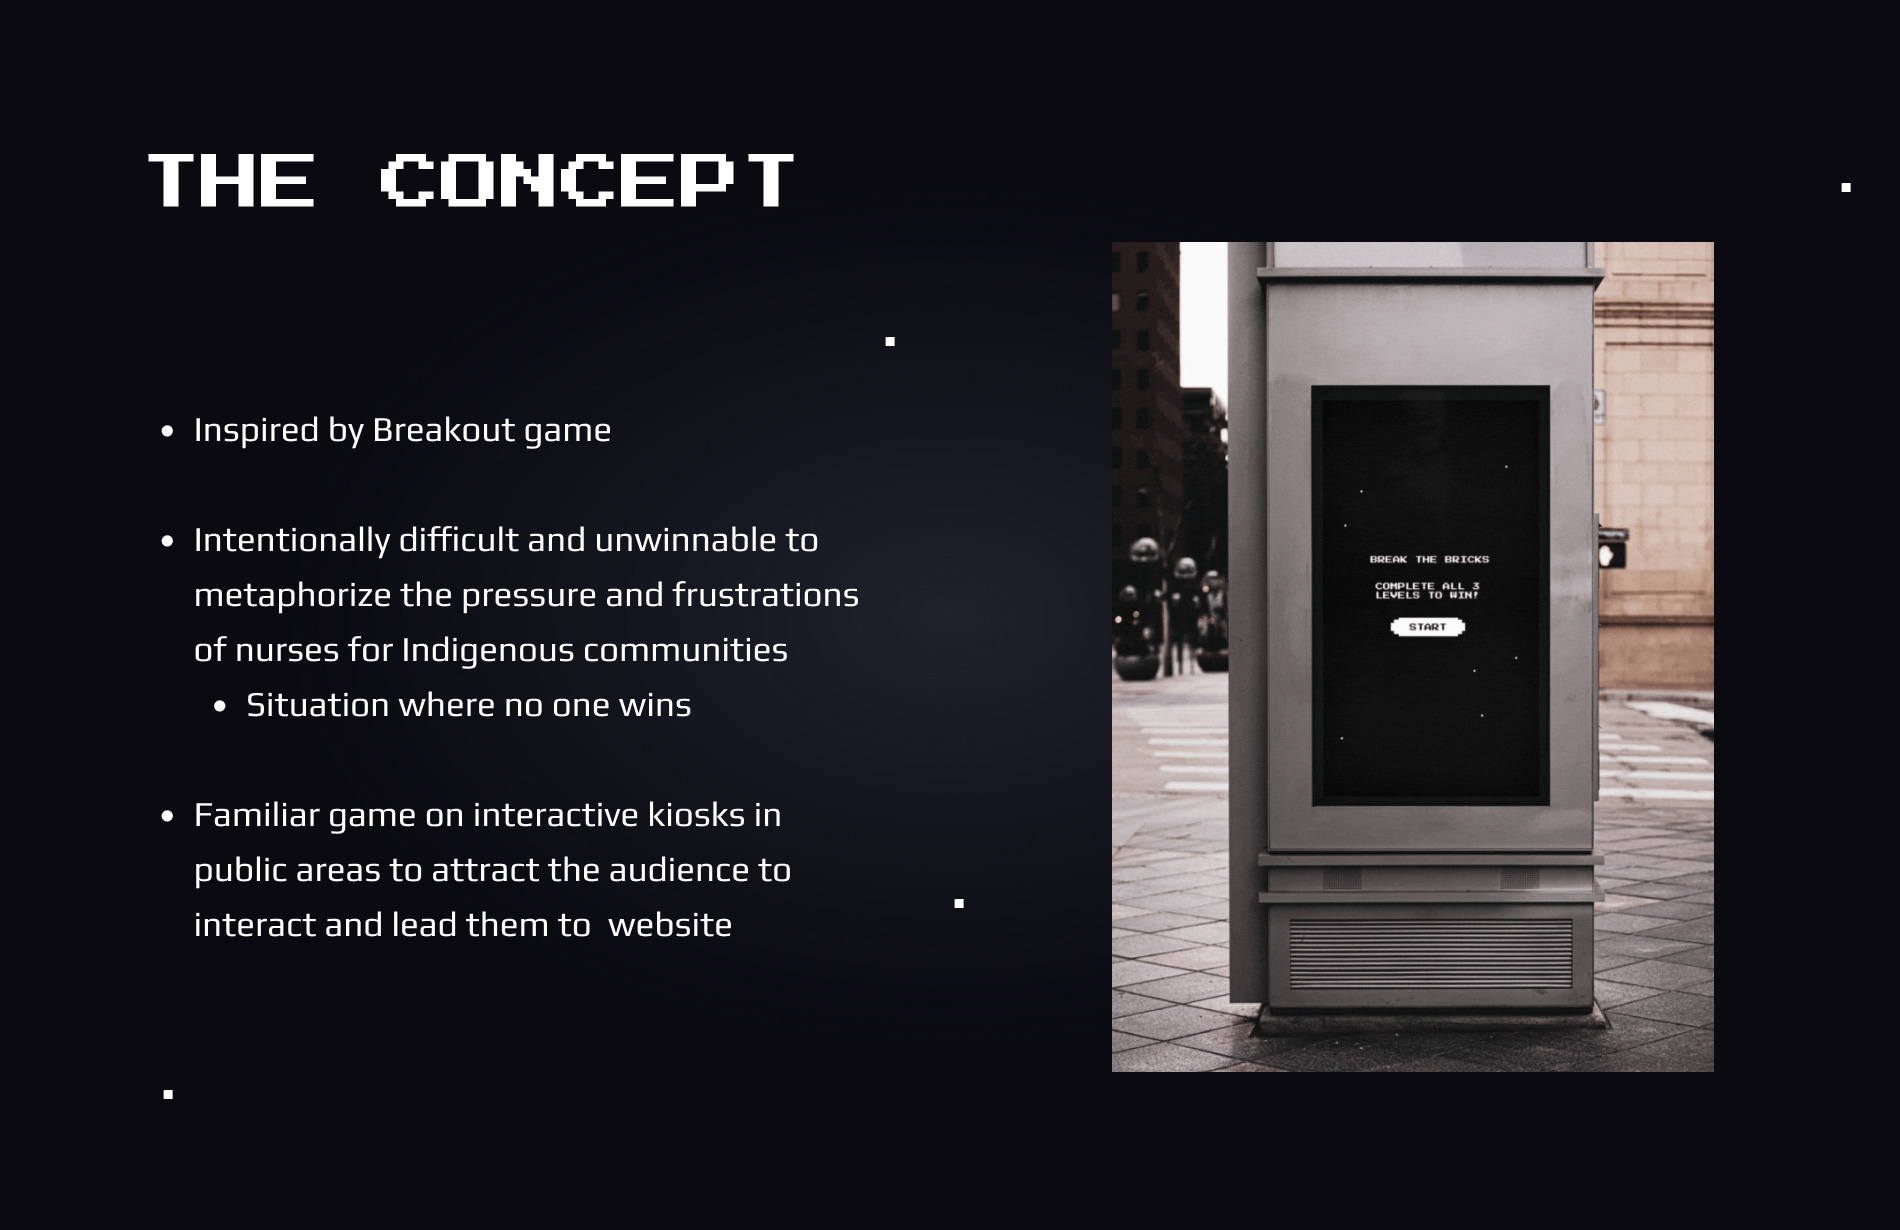 THE CONCEPT
• Inspired by Breakout game
• Intentionally difficult and unwinnable to
metaphorize the pressure and frustrations
of nurses for Indigenous communities
• Situation where no one wins
• Familiar game on interactive kiosks in
public areas to attract the audience to
interact and lead them to  website
BREAK THE BRICKS
COMPLETE ALL 3
LEVELS TO WIN!
START